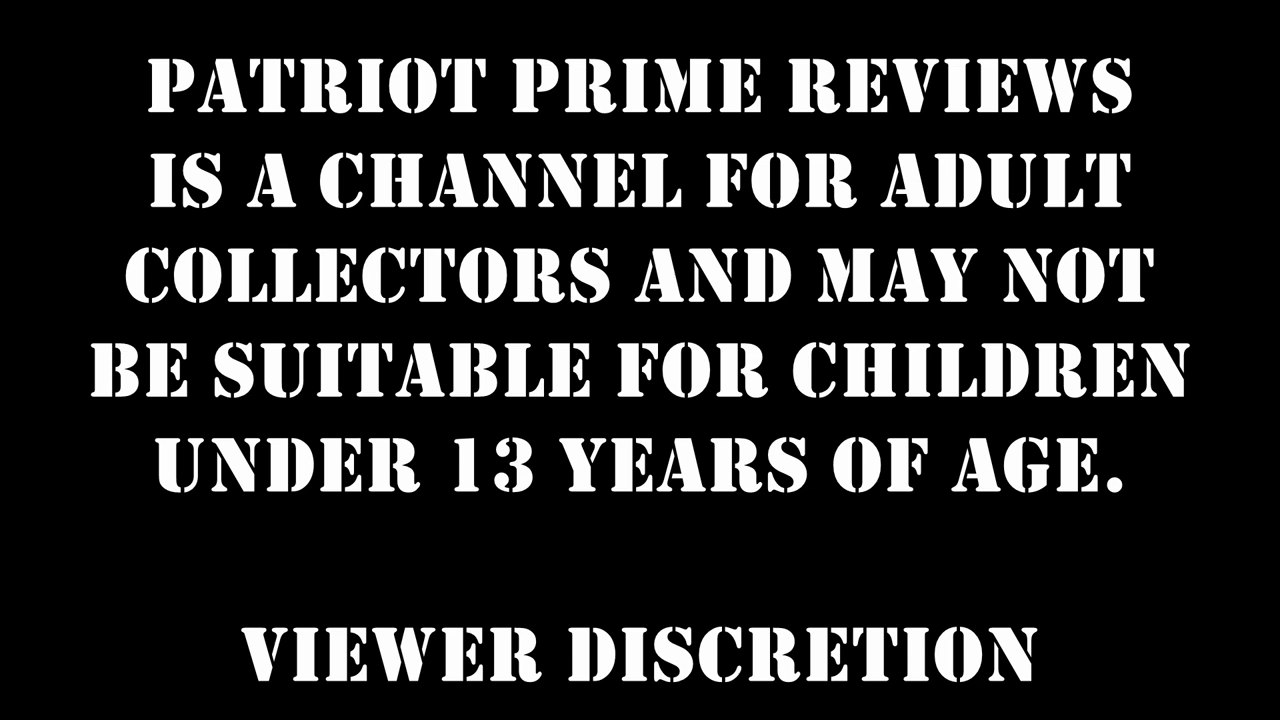 PATRIOT PRIME REVIEWS
IS A CHANNEL FOR ADULT
COLLECTORS AND MAY NOT
BE SUITABLE FOR CHILDREN
UNDER 13 YEARS OF AGE.
VIEWER DISCRETION